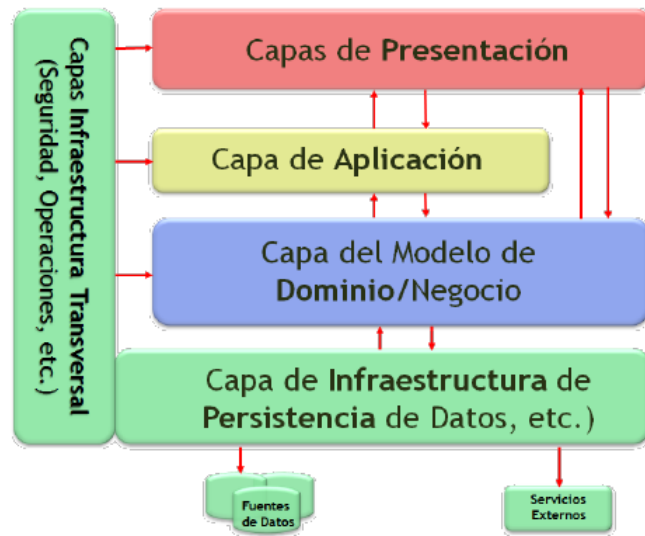 Capas Infraestructura Transversal
(Seguridad, Operaciones, etc.)
Capas de Presentación
Capa de Aplicación
Capa del Modelo de
Dominio/Negocio
Capa de Infraestructura de
Persistencia de Datos, etc.)
Fuentes
de Datos
Servicios
Externos